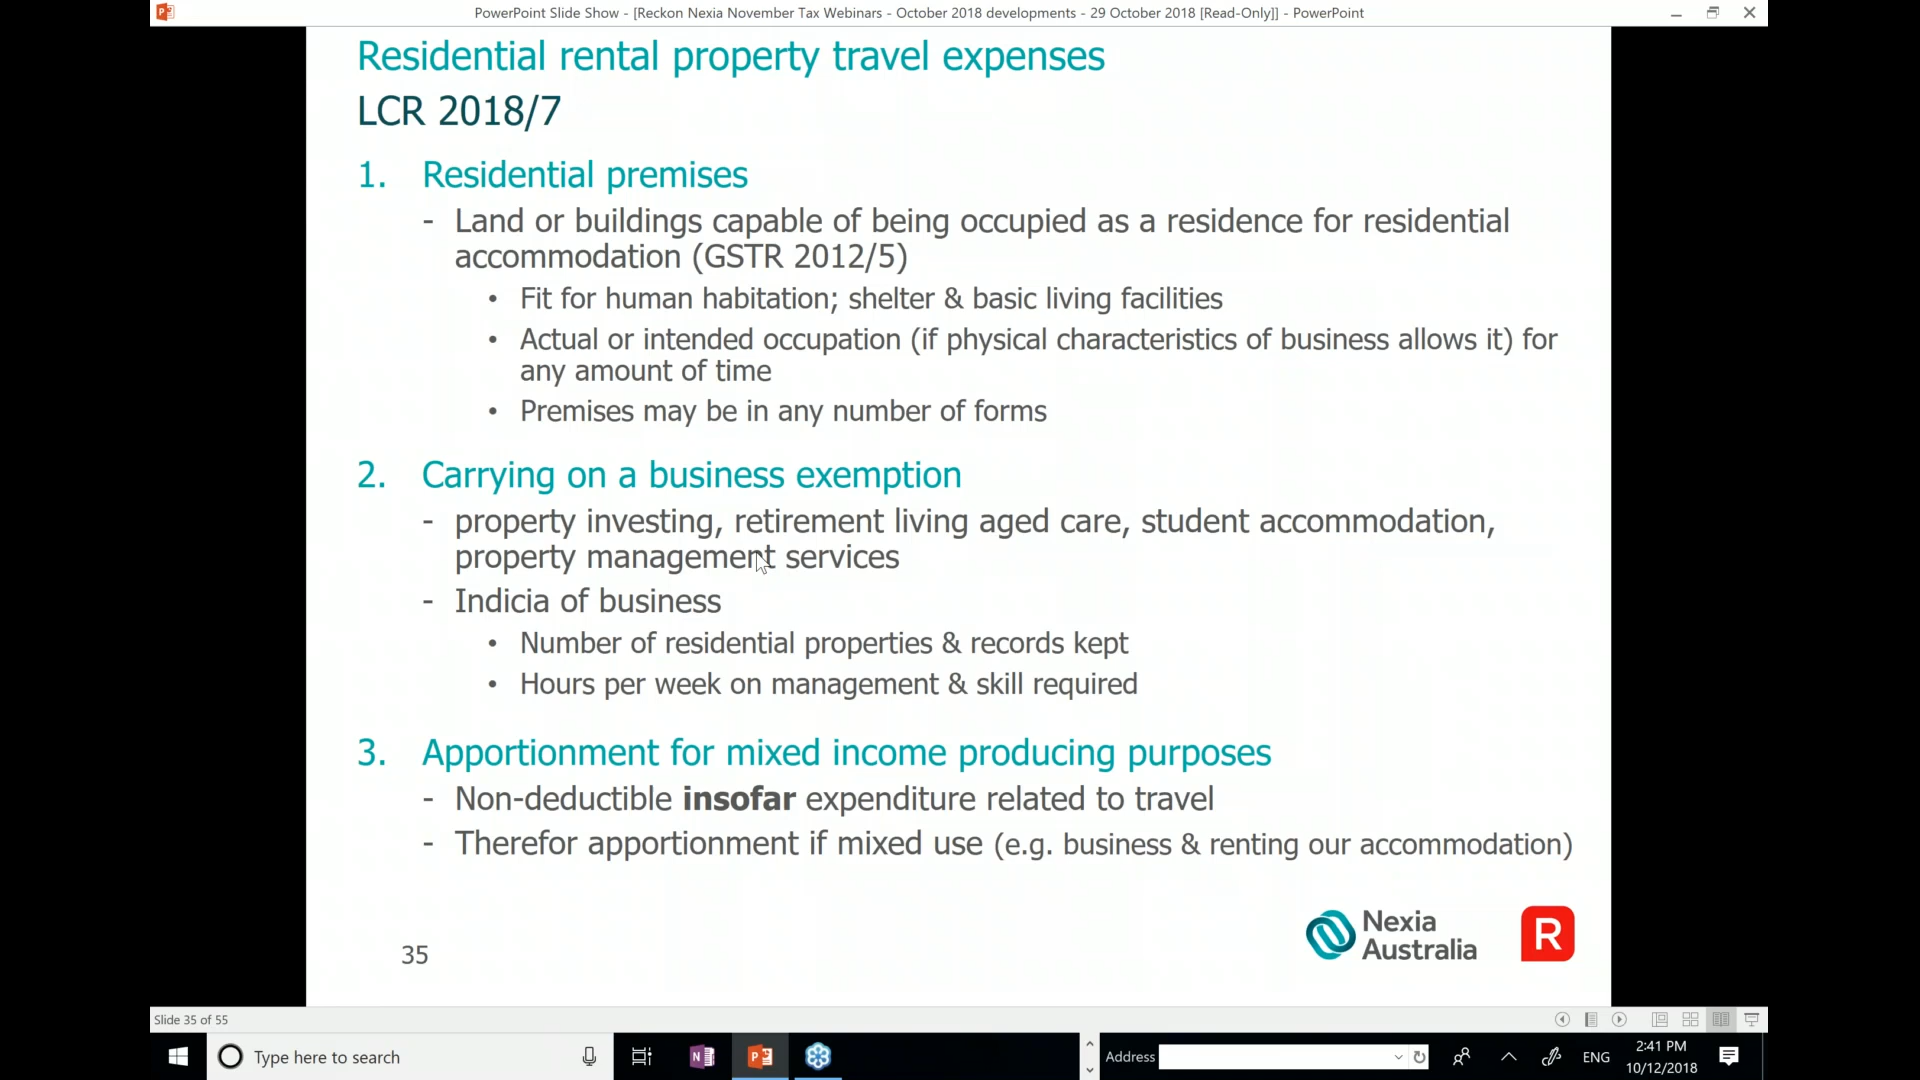 PowerPoint Slide Show - [Reckon Nexia November Tax Webinars - October 2018 developments - 29 October 2018 [Read-Only]] - PowerPoint
Residential rental property travel expenses
LCR 2018/7
1. Residential premises
- Land or buildings capable of being occupied as a residence for residential
accommodation (GSTR 2012/5)
• Fit for human habitation; shelter & basic living facilities
• Actual or intended occupation (if physical characteristics of business allows it) for
any amount of time
• Premises may be in any number of forms
2. Carrying on a business exemption
- property investing, retirement living aged care, student accommodation,
property management services
- Indicia of business
• Number of residential properties & records kept
• Hours per week on management & skill required
3. Apportionment for mixed income producing purposes
- Non-deductible insofar expenditure related to travel
- Therefor apportionment if mixed use (e.g. business & renting our accommodation)
Nexia
Australia
R
35
Slide 35 of 55
Type here to search
Address
ENG
2:41 PM
10/12/2018